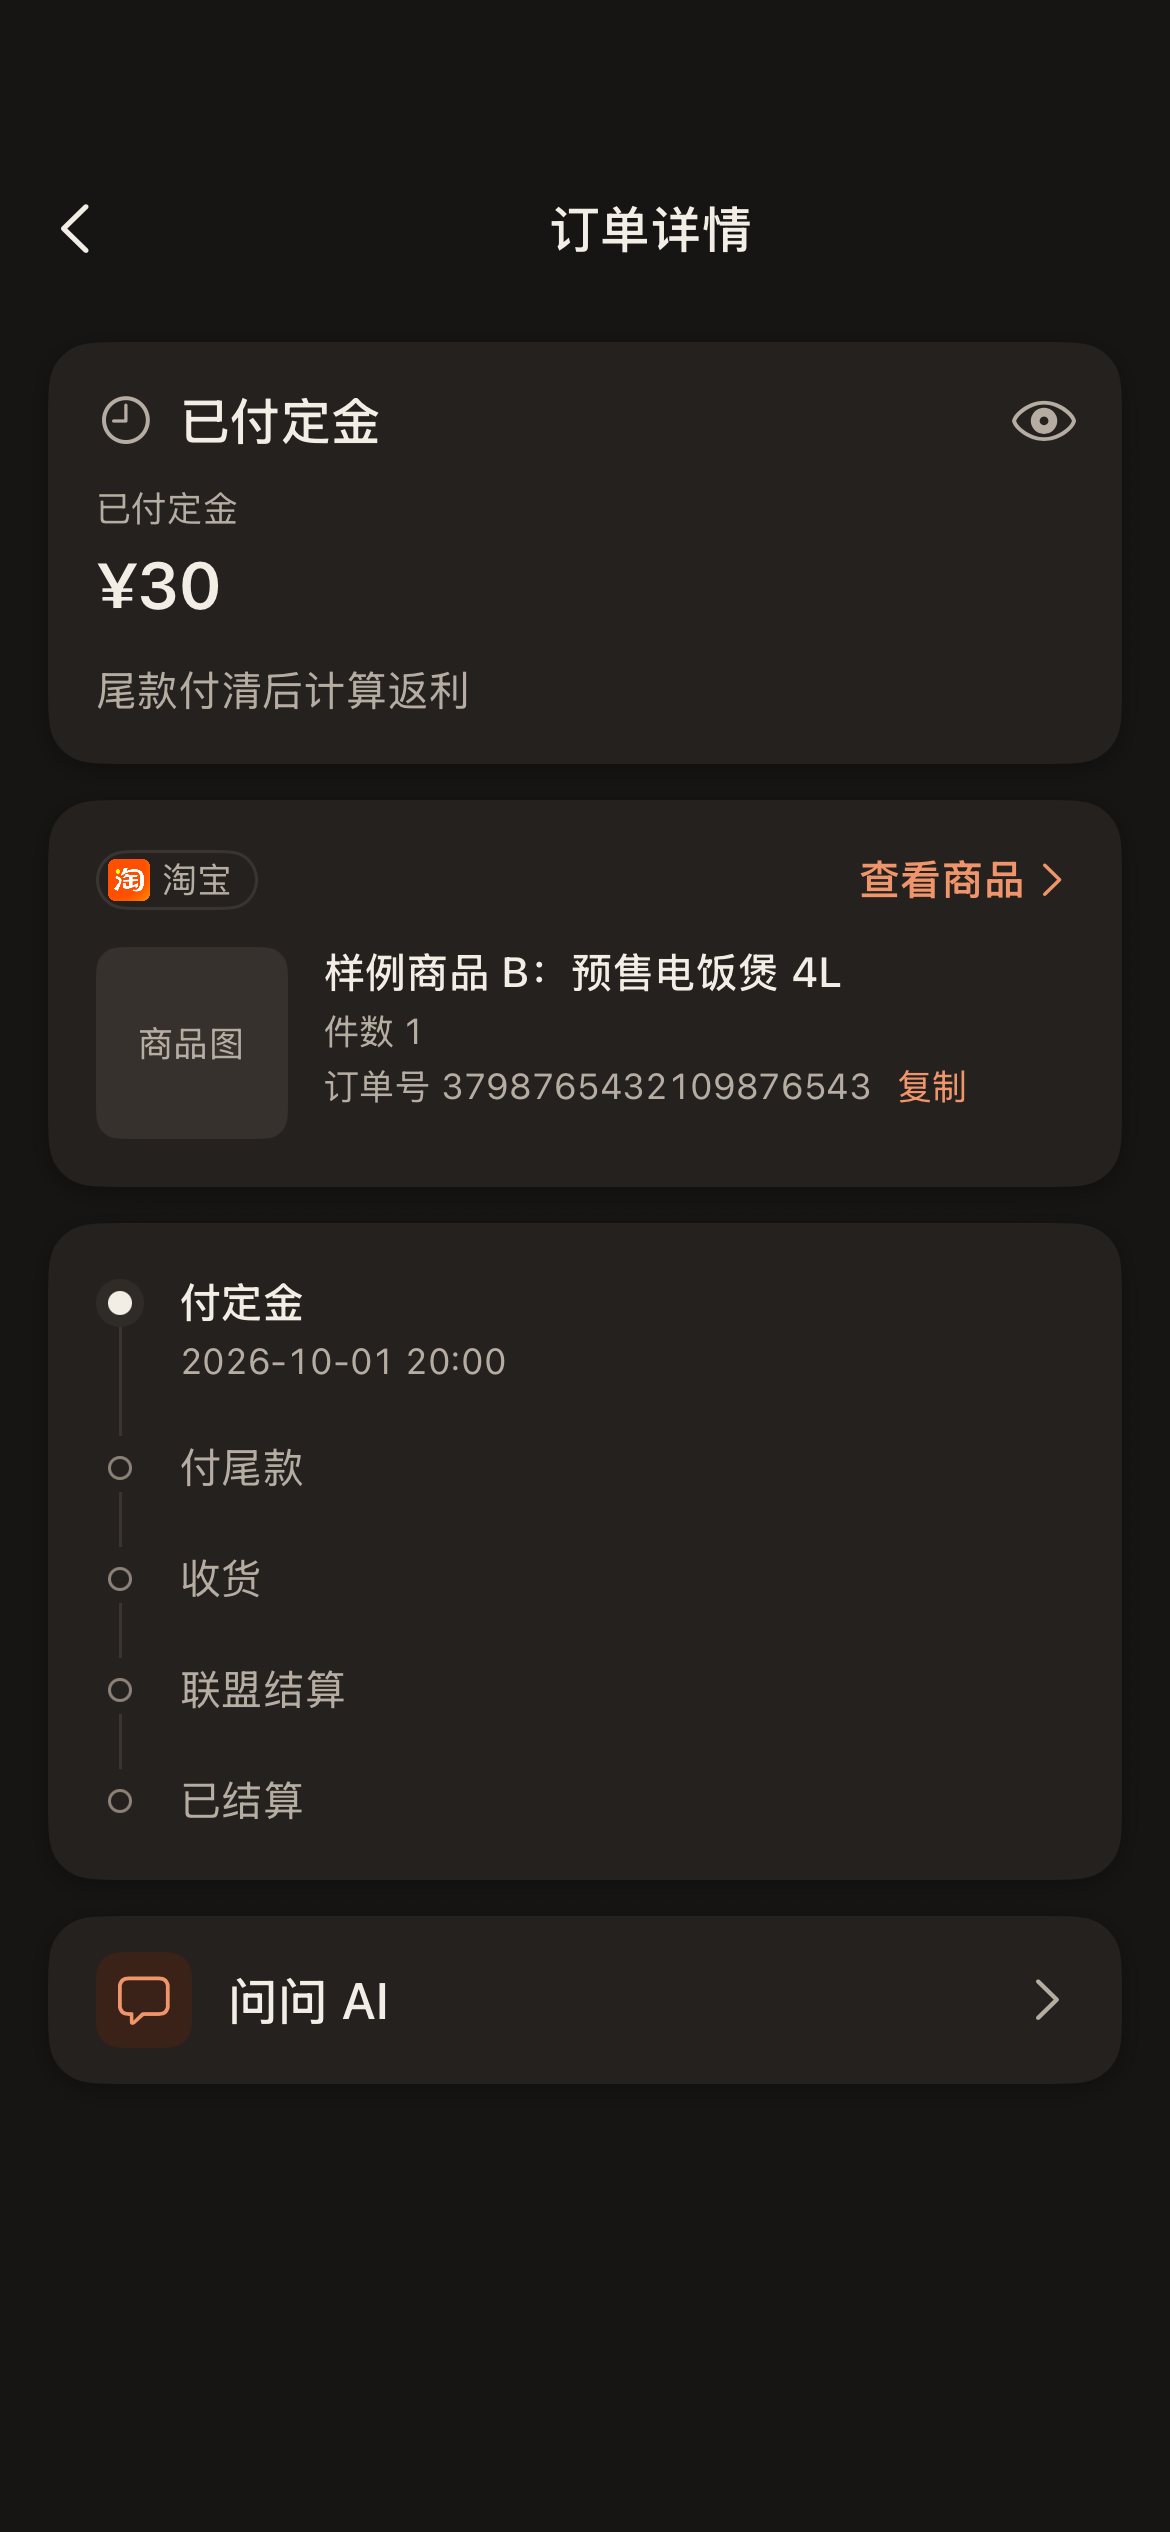 订单详情
已付定金
已付定金
¥30
尾款付清后计算返利
淘 淘宝
查看商品
商品图
样例商品 B：预售电饭煲 4L
件数 1
订单号 3798765432109876543 复制
付定金
2026-10-01 20:00
付尾款
收货
联盟结算
已结算
问问 AI